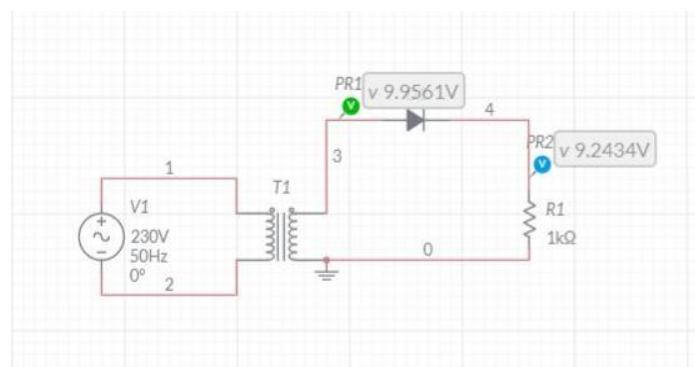 PR1
v 9.9561V
V
4
PR2
v 9.2434V
V
3
1
T1
V1
230V
50Hz
0°
R1
1kΩ
0
2